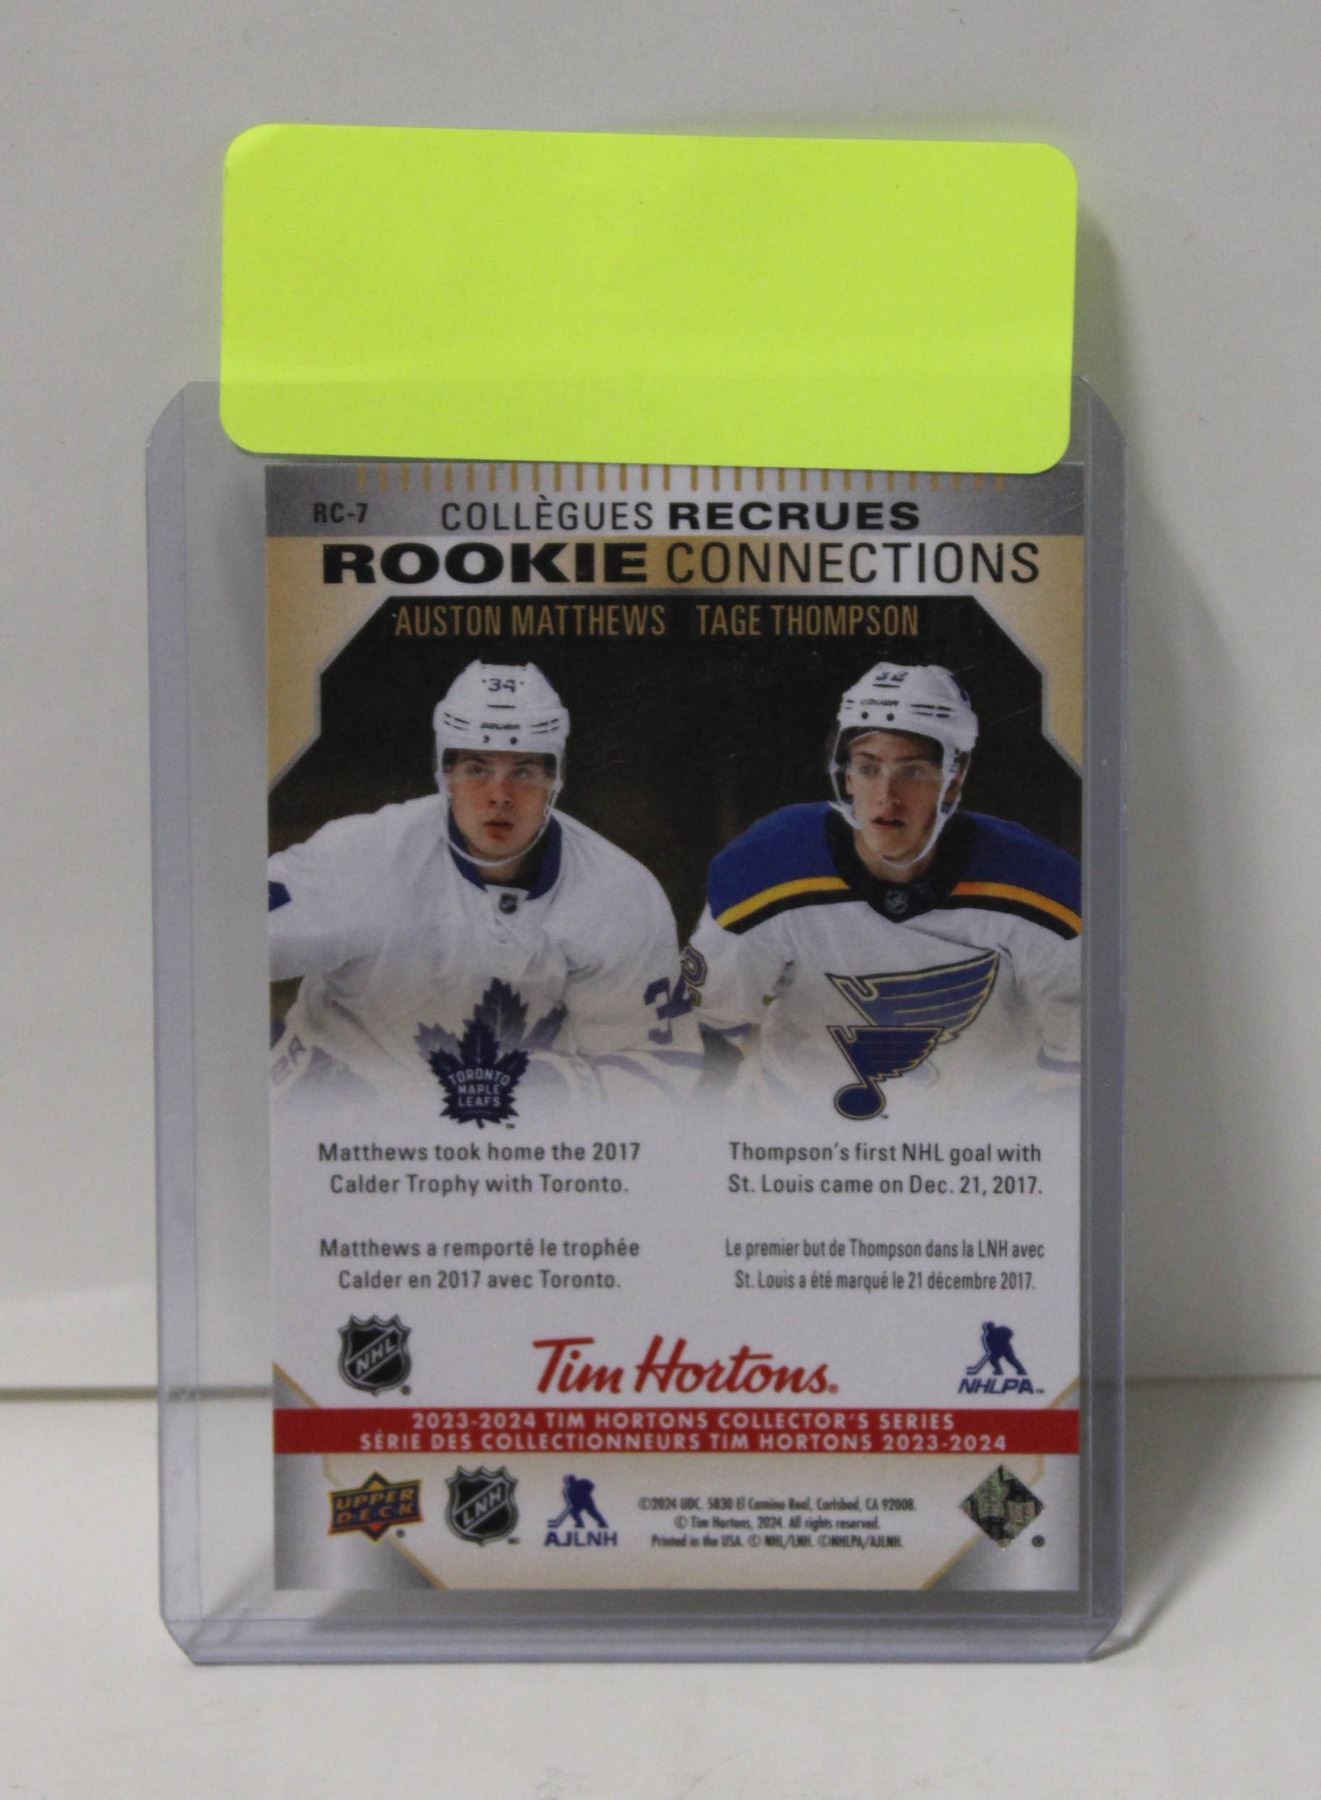 RC-7
COLLÈGUES RECRUES
ROOKIE CONNECTIONS
AUSTON MATTHEWS TAGE THOMPSON
34
32
BAUER
34
TORONTO
MAPLE
LEAFS
Matthews took home the 2017
Calder Trophy with Toronto.
Thompson's first NHL goal with
St. Louis came on Dec. 21, 2017.
Matthews a remporté le trophée
Calder en 2017 avec Toronto.
Le premier but de Thompson dans la LNH avec
St. Louis a été marqué le 21 décembre 2017.
NHL
Tim Hortons®
NHLPA™
2023-2024 TIM HORTONS COLLECTOR'S SERIES
SÉRIE DES COLLECTIONNEURS TIM HORTONS 2023-2024
UPPER
DECK
LNH
AJLNH
©2024 UDC. 5830 El Camino Real, Carlsbad, CA 92008.
© Tim Hortons, 2024. All rights reserved.
Printed in the USA. © NHL/LNH. ©NHLPA/AJLNH.